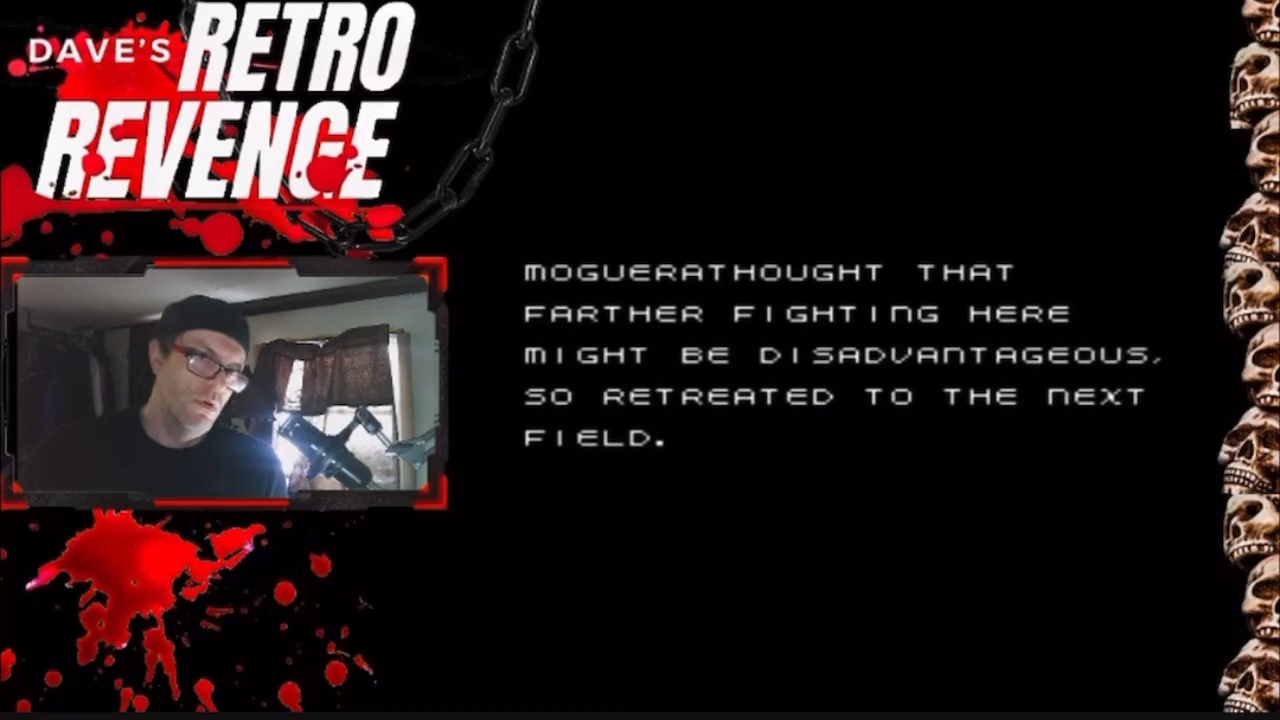 DAVE'S RETRO
REVENGE
MOGUERATHOUGHT THAT
FARTHER FIGHTING HERE
MIGHT BE DISADVANTAGEOUS,
SO RETREATED TO THE NEXT
FIELD.